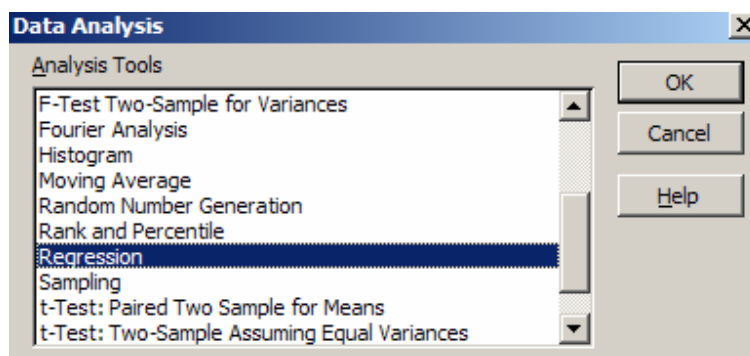 Data Analysis
Analysis Tools
F-Test Two-Sample for Variances
Fourier Analysis
Histogram
Moving Average
Random Number Generation
Rank and Percentile
Regression
Sampling
t-Test: Paired Two Sample for Means
t-Test: Two-Sample Assuming Equal Variances
OK
Cancel
Help